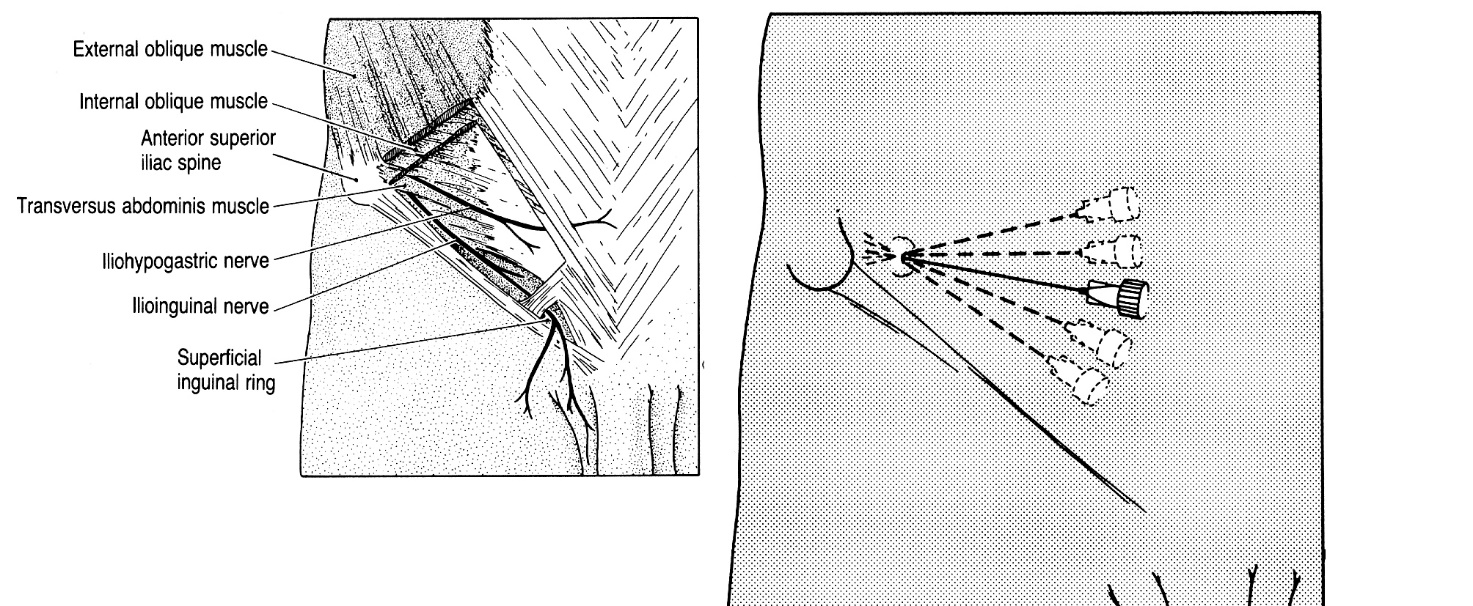 External oblique muscle
Internal oblique muscle
Anterior superior
iliac spine
Transversus abdominis muscle
Iliohypogastric nerve
Ilioinguinal nerve
Superficial
inguinal ring